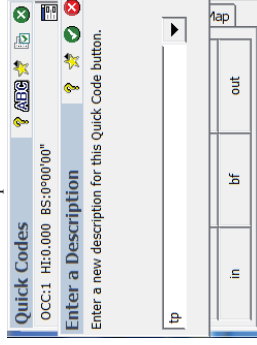 Quick Codes ? ABC
OCC:1 HI:0.000 BS:0°00'00"
Enter a Description ?
Enter a new description for this Quick Code button.
tp
Map
in bf out